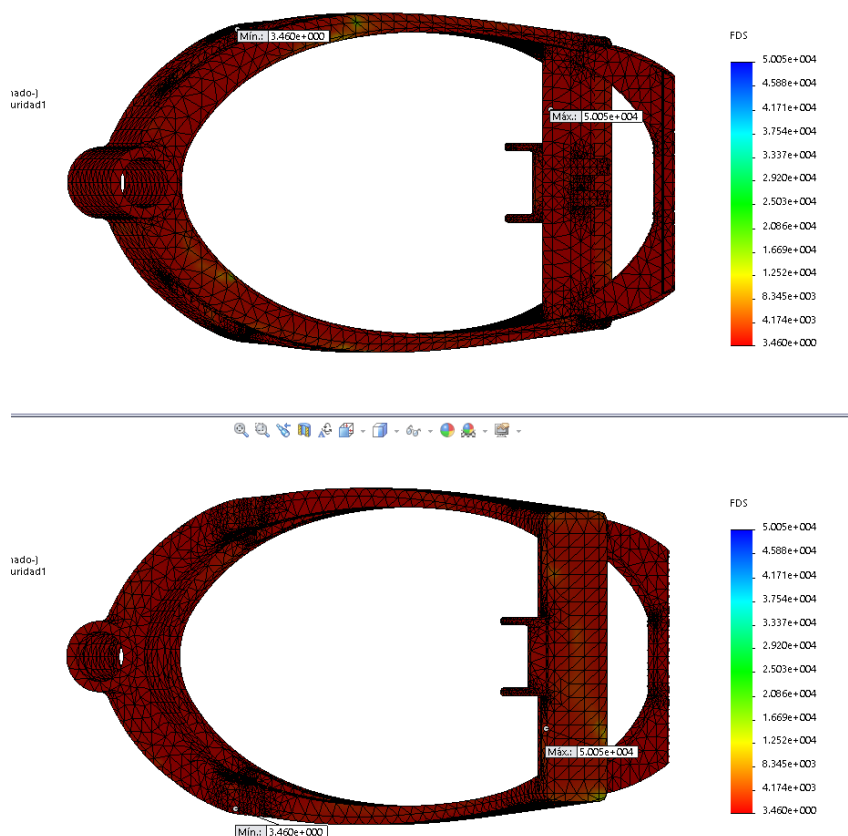 Mín.: 3.460e+000
FDS
nado-)
uridad1
Máx.: 5.005e+004
5.005e+004
4.588e+004
4.171e+004
3.754e+004
3.337e+004
2.920e+004
2.503e+004
2.086e+004
1.669e+004
1.252e+004
8.345e+003
4.174e+003
3.460e+000
FDS
nado-)
uridad1
5.005e+004
4.588e+004
4.171e+004
3.754e+004
3.337e+004
2.920e+004
2.503e+004
2.086e+004
1.669e+004
1.252e+004
8.345e+003
4.174e+003
3.460e+000
Máx.: 5.005e+004
Mín.: 3.460e+000